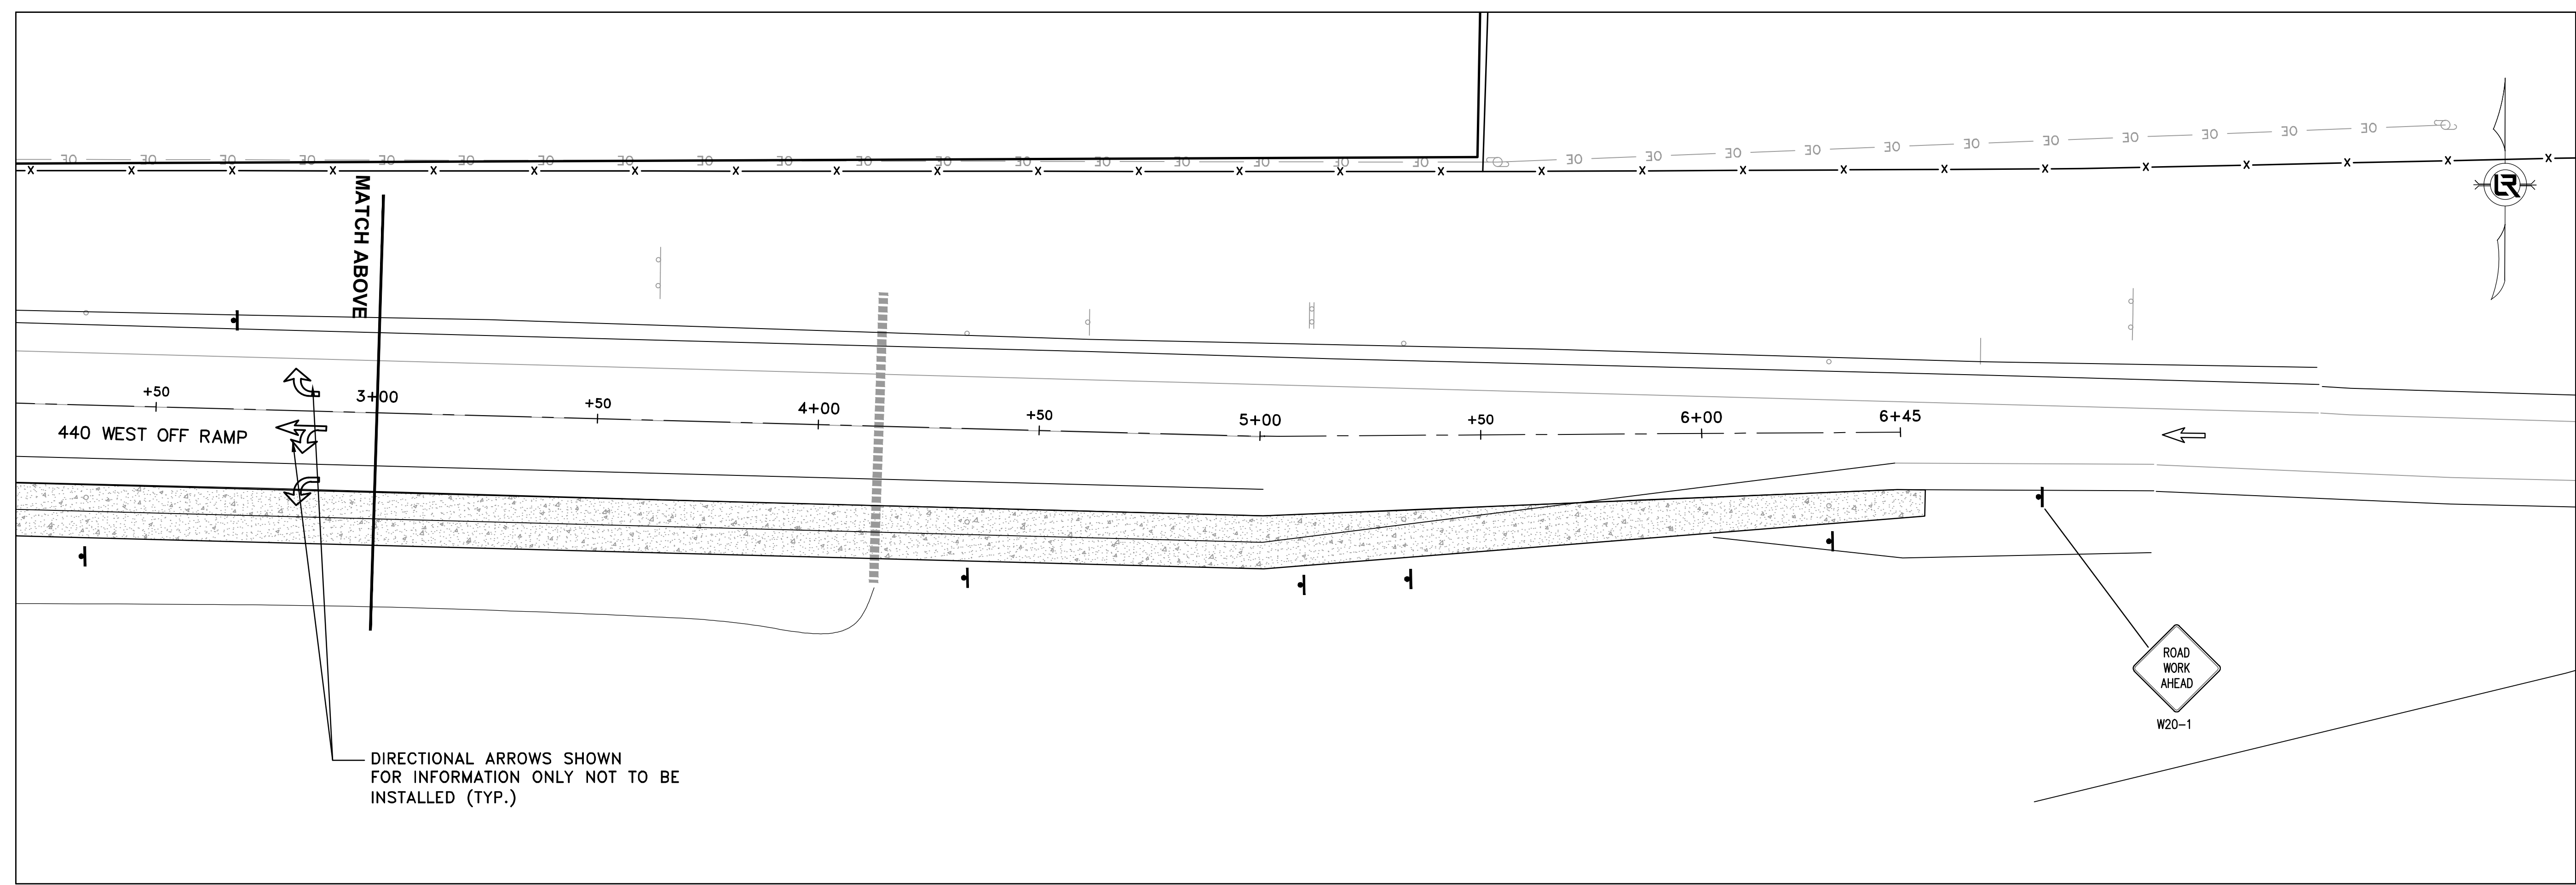 MATCH ABOVE
+50
3+00
+50
4+00
+50
5+00
+50
6+00
6+45
440 WEST OFF RAMP
ROAD
WORK
AHEAD
W20-1
DIRECTIONAL ARROWS SHOWN
FOR INFORMATION ONLY NOT TO BE
INSTALLED (TYP.)